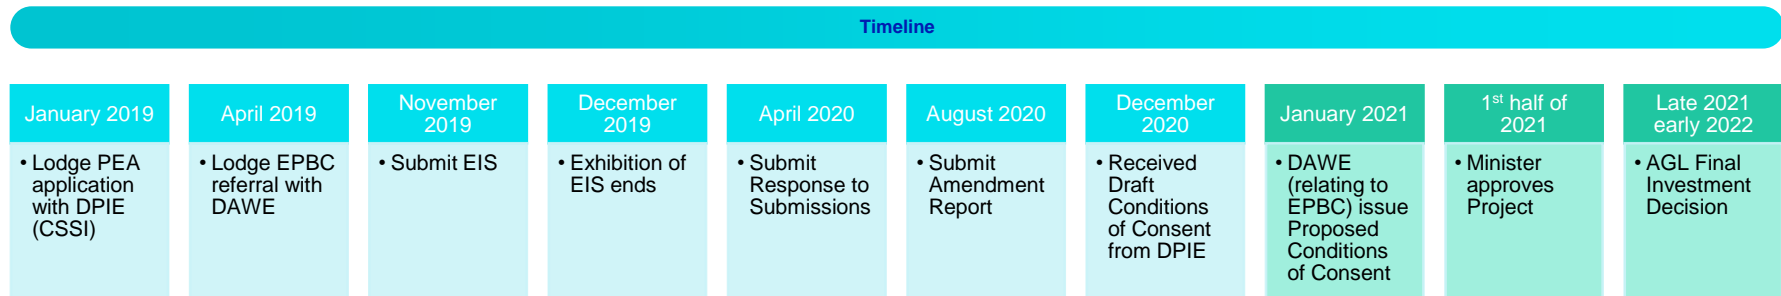 Timeline
January 2019
• Lodge PEA
application
with DPIE
(CSSI)
April 2019
• Lodge EPBC
referral with
DAWE
November
2019
• Submit EIS
December
2019
• Exhibition of
EIS ends
April 2020
• Submit
Response to
Submissions
August 2020
• Submit
Amendment
Report
December
2020
• Received
Draft
Conditions
of Consent
from DPIE
January 2021
• DAWE
(relating to
EPBC) issue
Proposed
Conditions
of Consent
1st half of
2021
• Minister
approves
Project
Late 2021
early 2022
• AGL Final
Investment
Decision